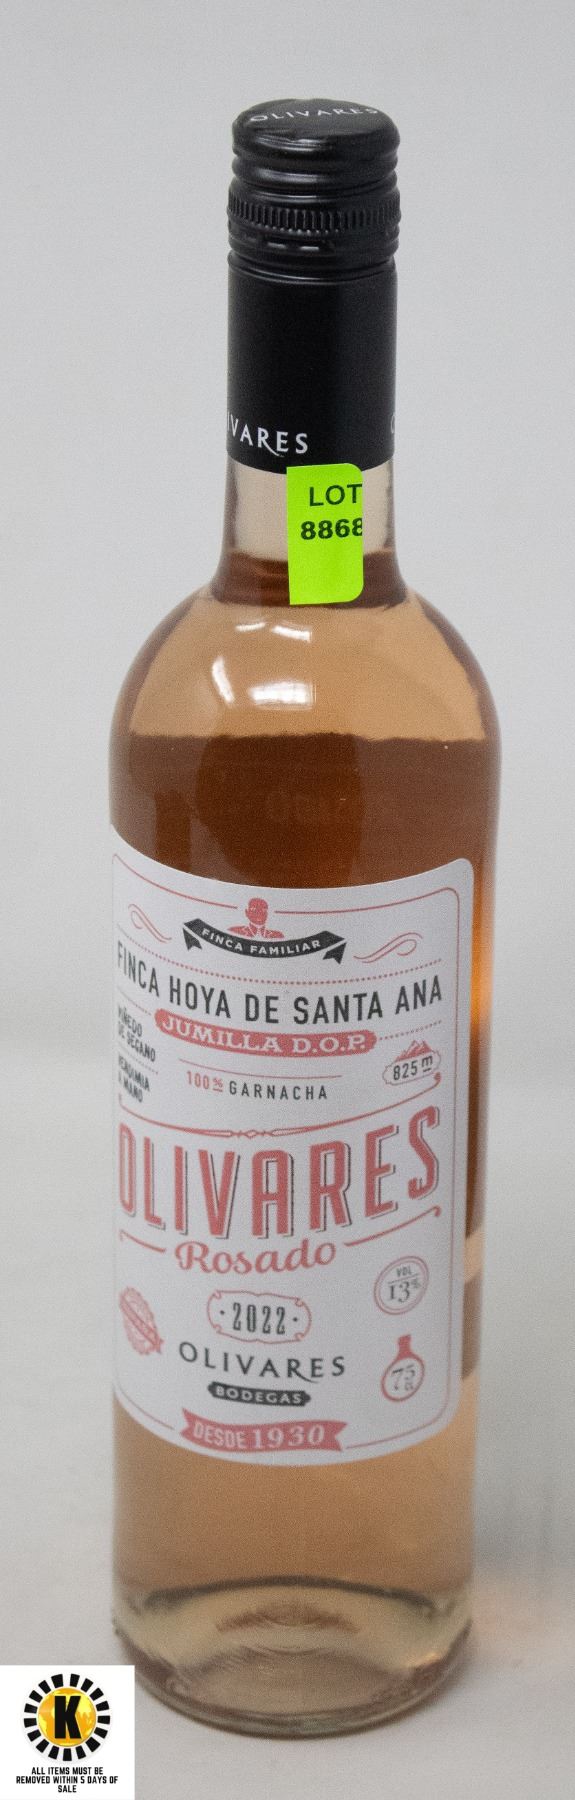 OLIVARES
IVARES
LOT
8868
FINCA FAMILIAR
FINCA HOYA DE SANTA ANA
JUMILLA D.O.P.
VIÑEDO
DE SECANO
VENDIMIA
A MANO
100% GARNACHA
825 m
OLIVARES
Rosado
VOL
13%
·2022·
OLIVARES
BODEGAS
75
cl
DESDE 1930
K
ALL ITEMS MUST BE
REMOVED WITHIN 5 DAYS OF
SALE